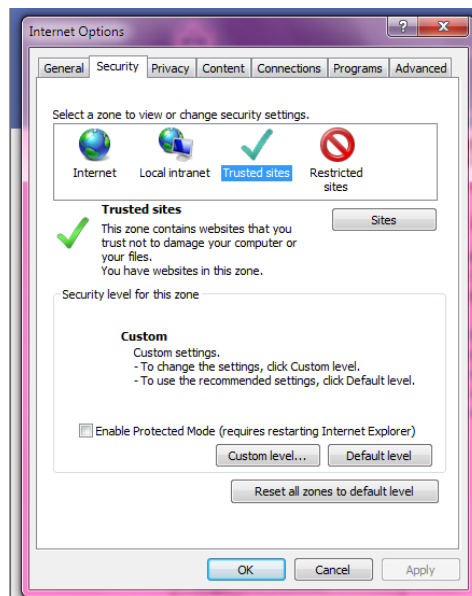 Internet Options
General Security Privacy Content Connections Programs Advanced
Select a zone to view or change security settings.
Internet Local intranet Trusted sites Restricted sites
Trusted sites
Sites
This zone contains websites that you
trust not to damage your computer or
your files.
You have websites in this zone.
Security level for this zone
Custom
Custom settings.
- To change the settings, click Custom level.
- To use the recommended settings, click Default level.
Enable Protected Mode (requires restarting Internet Explorer)
Custom level... Default level
Reset all zones to default level
OK Cancel Apply